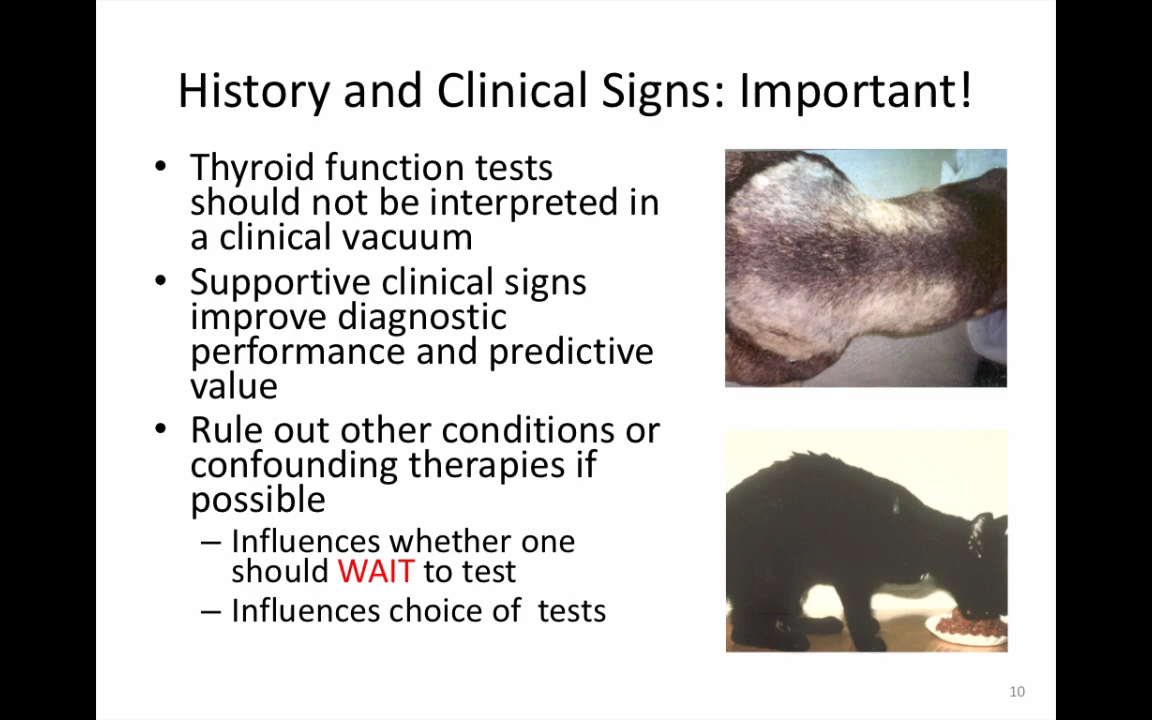 History and Clinical Signs: Important!
• Thyroid function tests
should not be interpreted in
a clinical vacuum
• Supportive clinical signs
improve diagnostic
performance and predictive
value
• Rule out other conditions or
confounding therapies if
possible
– Influences whether one
should WAIT to test
– Influences choice of  tests
10